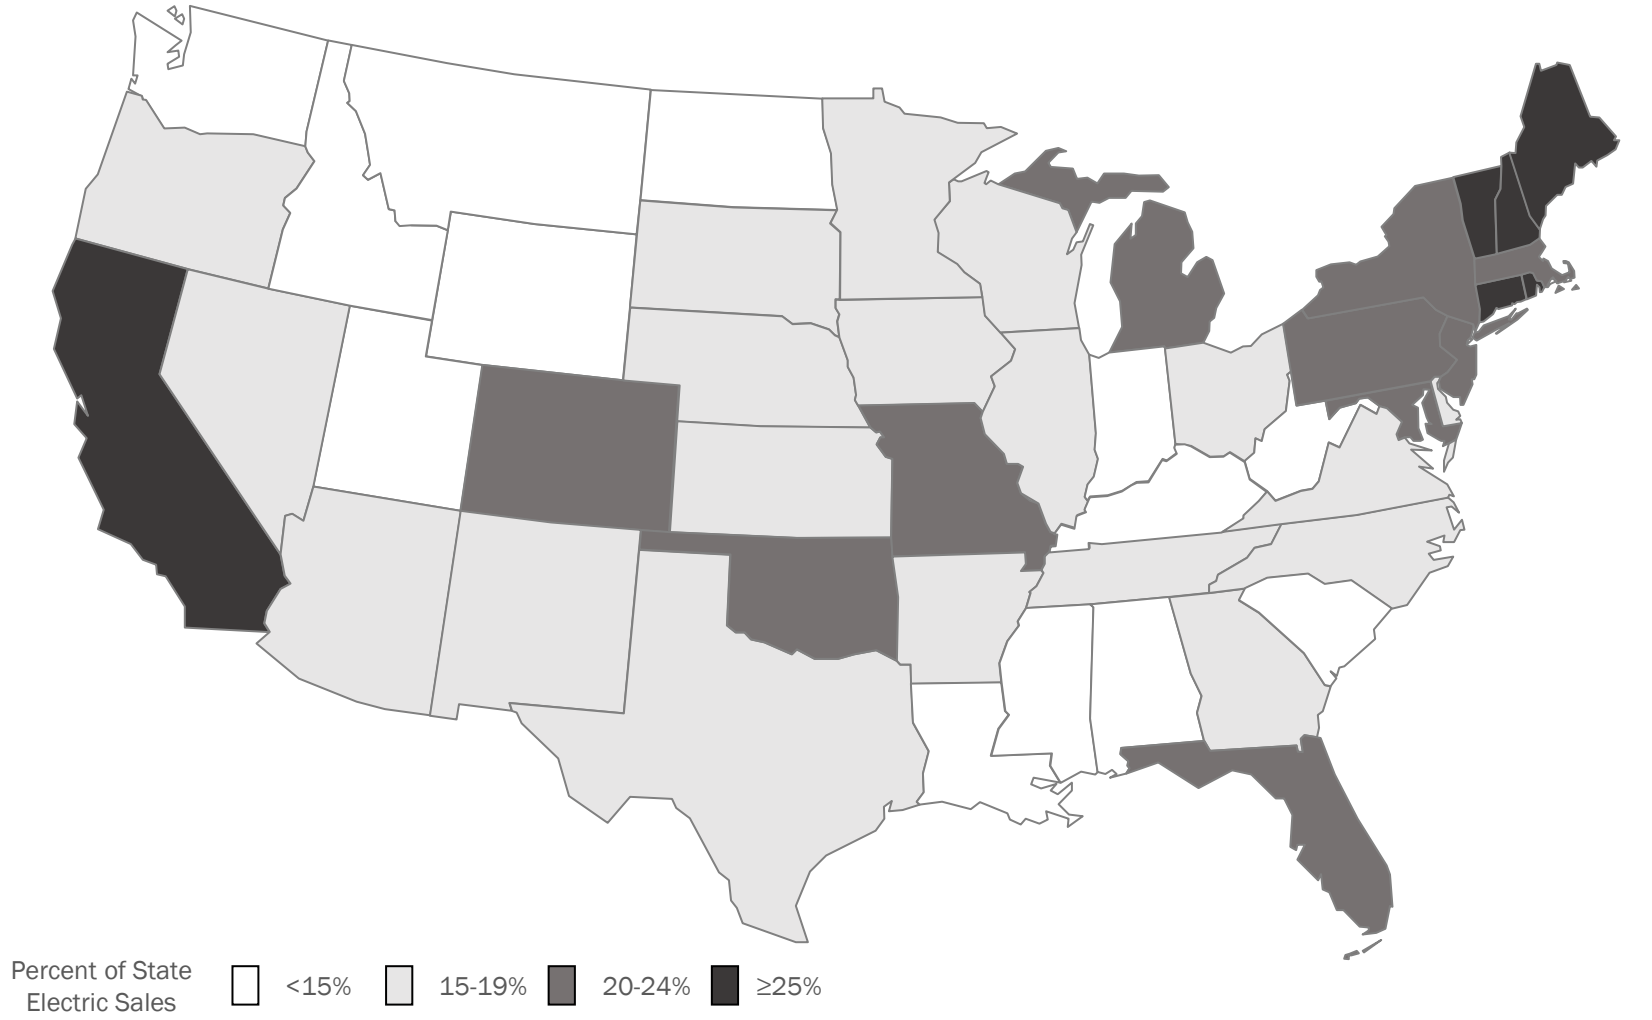 Percent of State
Electric Sales
<15%
15-19%
20-24%
≥25%